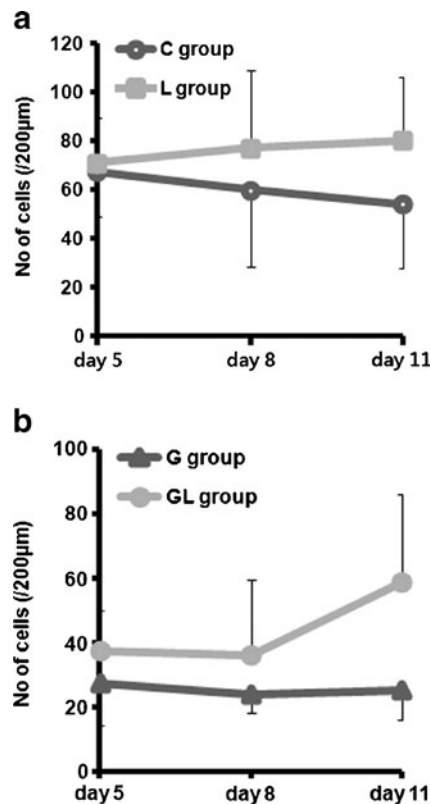 a
120
100
80
60
40
20
0
No of cells (/200µm)
C group
L group
day 5
day 8
day 11
b
100
80
60
40
20
0
No of cells (/200µm)
G group
GL group
day 5
day 8
day 11